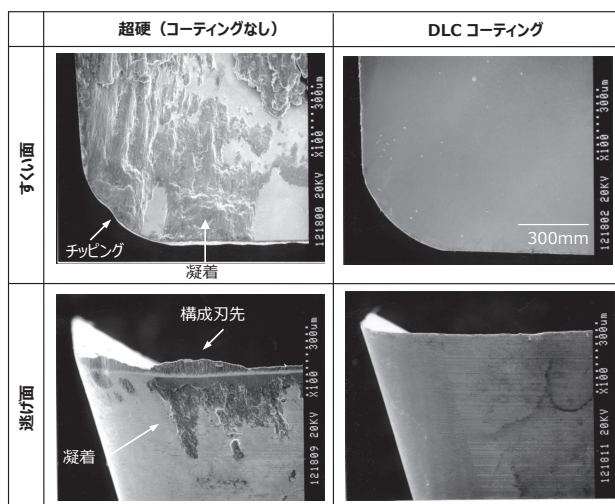 超硬（コーティングなし）
DLC コーティング
すくい面
チッピング
凝着
121800 20KV X100 300um
300mm
121802 20KV X100 300um
逃げ面
構成刃先
凝着
121809 20KV X100 300um
121811 20KV X100 300um